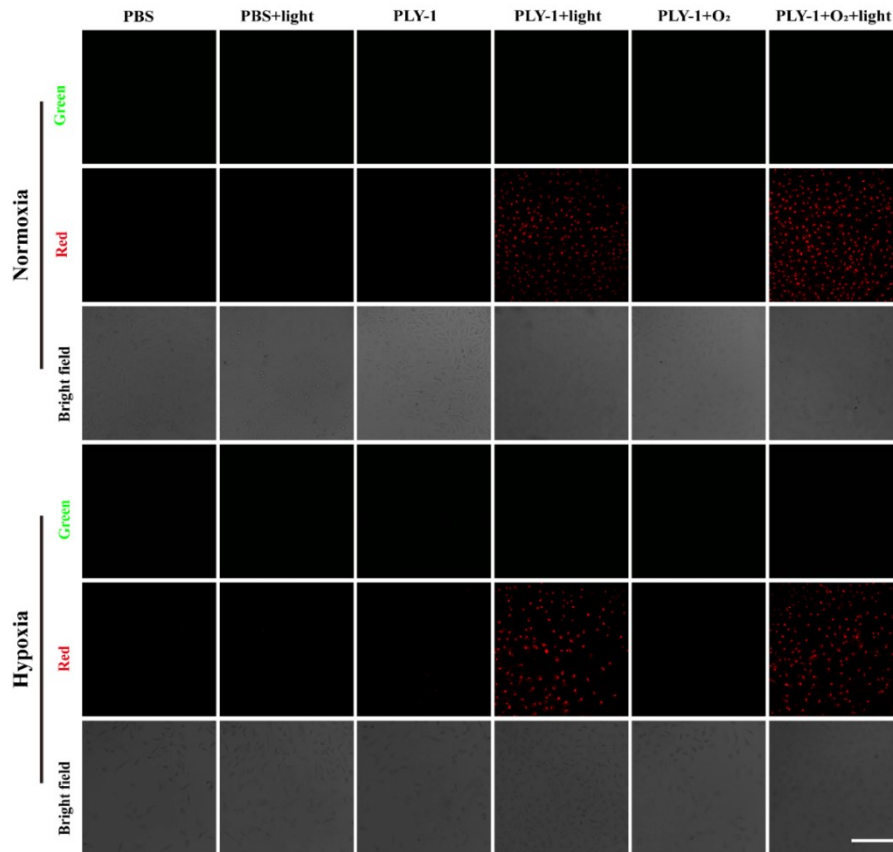 PBS PBS+light PLY-1 PLY-1+light PLY-1+O₂ PLY-1+O₂+light
Normoxia
Green
Red
Bright field
Hypoxia
Green
Red
Bright field